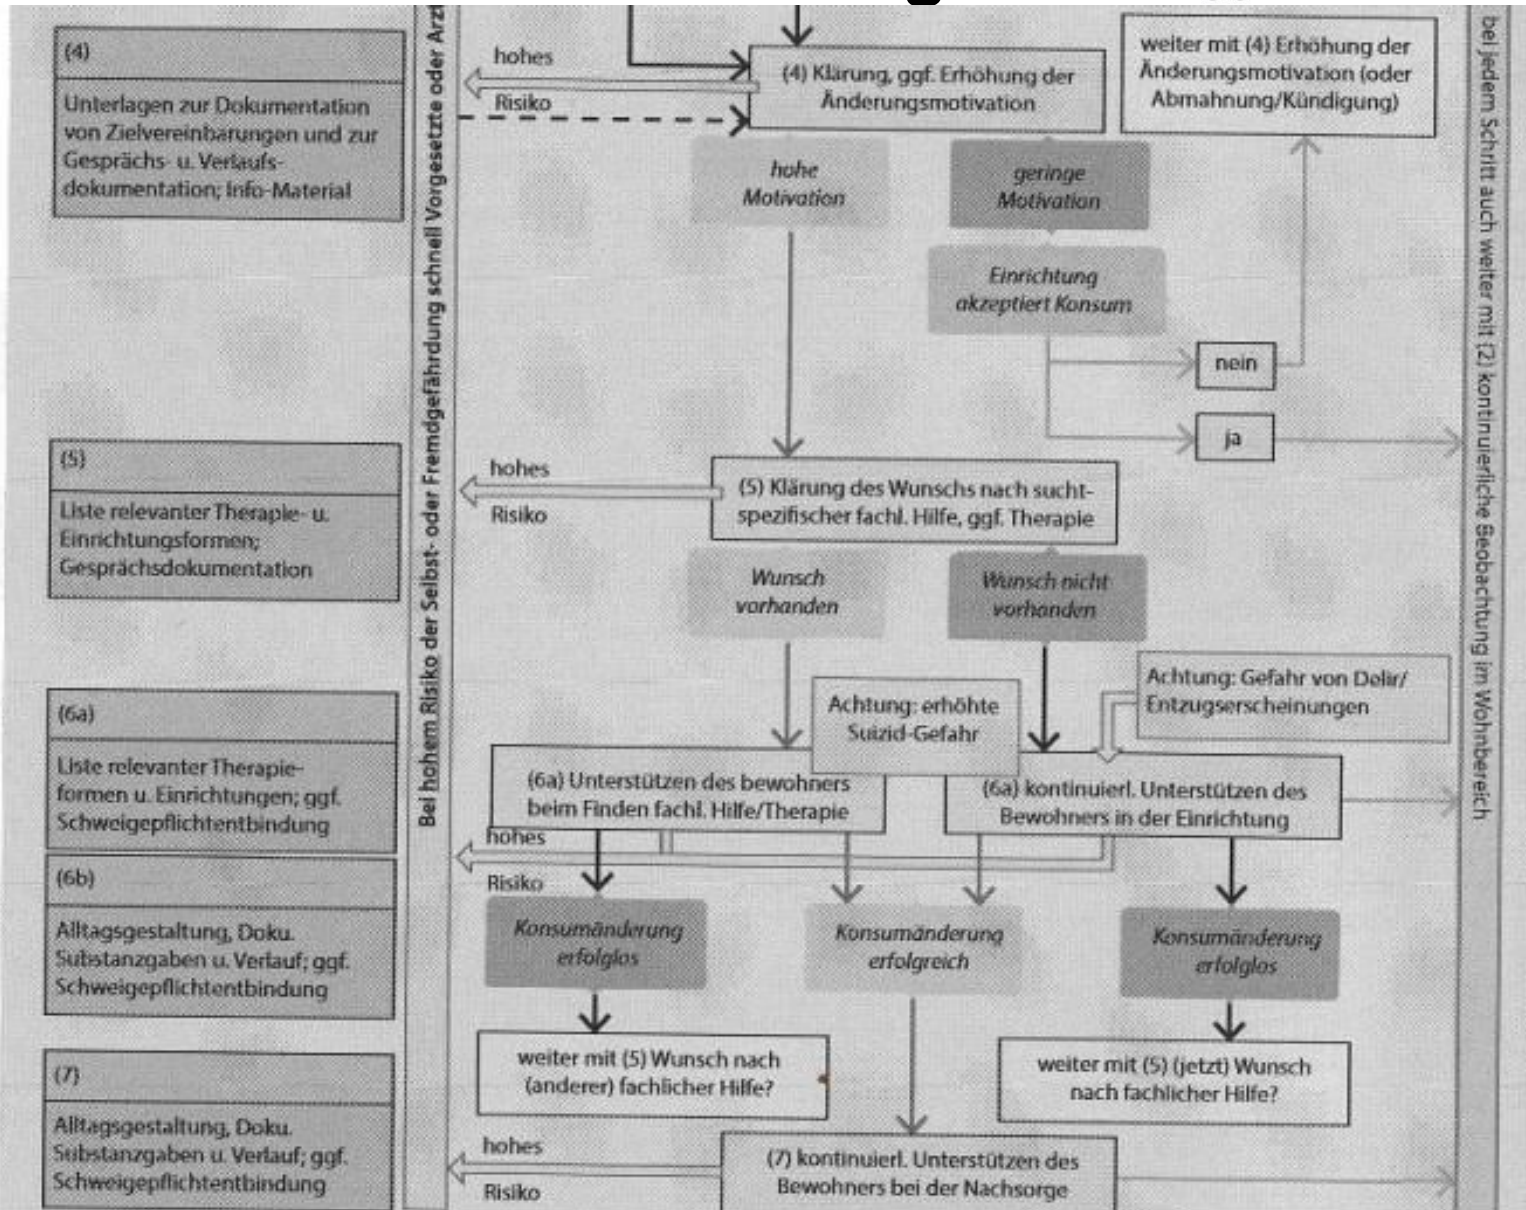 (4)
Unterlagen zur Dokumentation
von Zielvereinbarungen und zur
Gesprächs- u. Verlaufs-
dokumentation; Info-Material
(5)
Liste relevanter Therapie- u.
Einrichtungsformen;
Gesprächsdokumentation
(6a)
Liste relevanter Therapie-
formen u. Einrichtungen; ggf.
Schweigepflichtentbindung
(6b)
Alltagsgestaltung, Doku.
Substanzgaben u. Verlauf; ggf.
Schweigepflichtentbindung
(7)
Alltagsgestaltung, Doku.
Substanzgaben u. Verlauf; ggf.
Schweigepflichtentbindung
Bei hohem Risiko der Selbst- oder Fremdgefährdung schnell Vorgesetzte oder Arzt
hohes
Risiko
(4) Klärung, ggf. Erhöhung der
Änderungsmotivation
weiter mit (4) Erhöhung der
Änderungsmotivation (oder
Abmahnung/Kündigung)
hohe
Motivation
geringe
Motivation
Einrichtung
akzeptiert Konsum
nein
ja
hohes
Risiko
(5) Klärung des Wunschs nach sucht-
spezifischer fachl. Hilfe, ggf. Therapie
Wunsch
vorhanden
Wunsch nicht
vorhanden
Achtung: erhöhte
Suizid-Gefahr
Achtung: Gefahr von Delir/
Entzugserscheinungen
(6a) Unterstützen des bewohners
beim Finden fachl. Hilfe/Therapie
(6a) kontinuierl. Unterstützen des
Bewohners in der Einrichtung
hohes
Risiko
Konsumänderung
erfolglos
Konsumänderung
erfolgreich
Konsumänderung
erfolglos
weiter mit (5) Wunsch nach
(anderer) fachlicher Hilfe?
weiter mit (5) (jetzt) Wunsch
nach fachlicher Hilfe?
hohes
Risiko
(7) kontinuierl. Unterstützen des
Bewohners bei der Nachsorge
bei jedem Schritt auch weiter mit (2) kontinuierliche Beobachtung im Wohnbereich